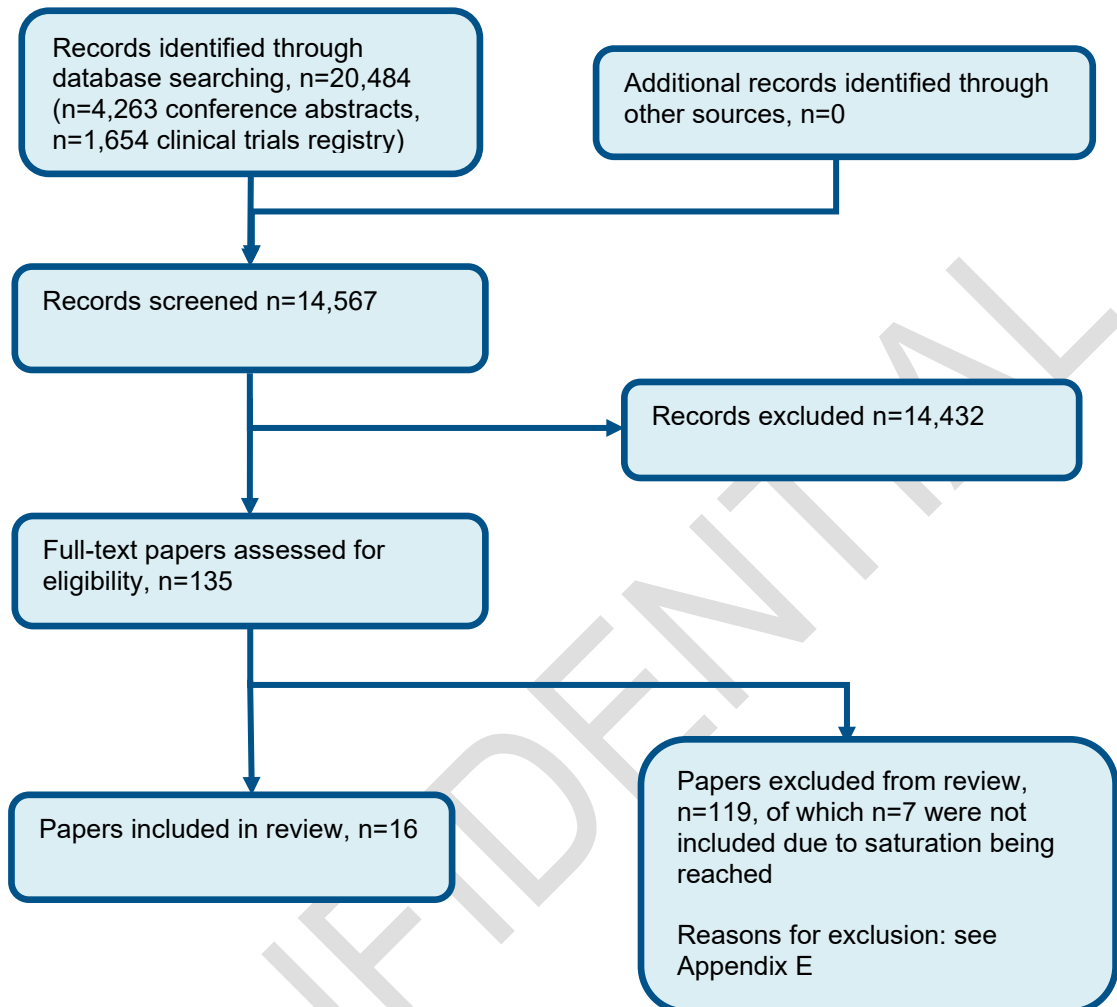 Records identified through
database searching, n=20,484
(n=4,263 conference abstracts,
n=1,654 clinical trials registry)
Additional records identified through
other sources, n=0
Records screened n=14,567
Records excluded n=14,432
Full-text papers assessed for
eligibility, n=135
Papers included in review, n=16
Papers excluded from review,
n=119, of which n=7 were not
included due to saturation being
reached
Reasons for exclusion: see
Appendix E
NFIDENTIAL